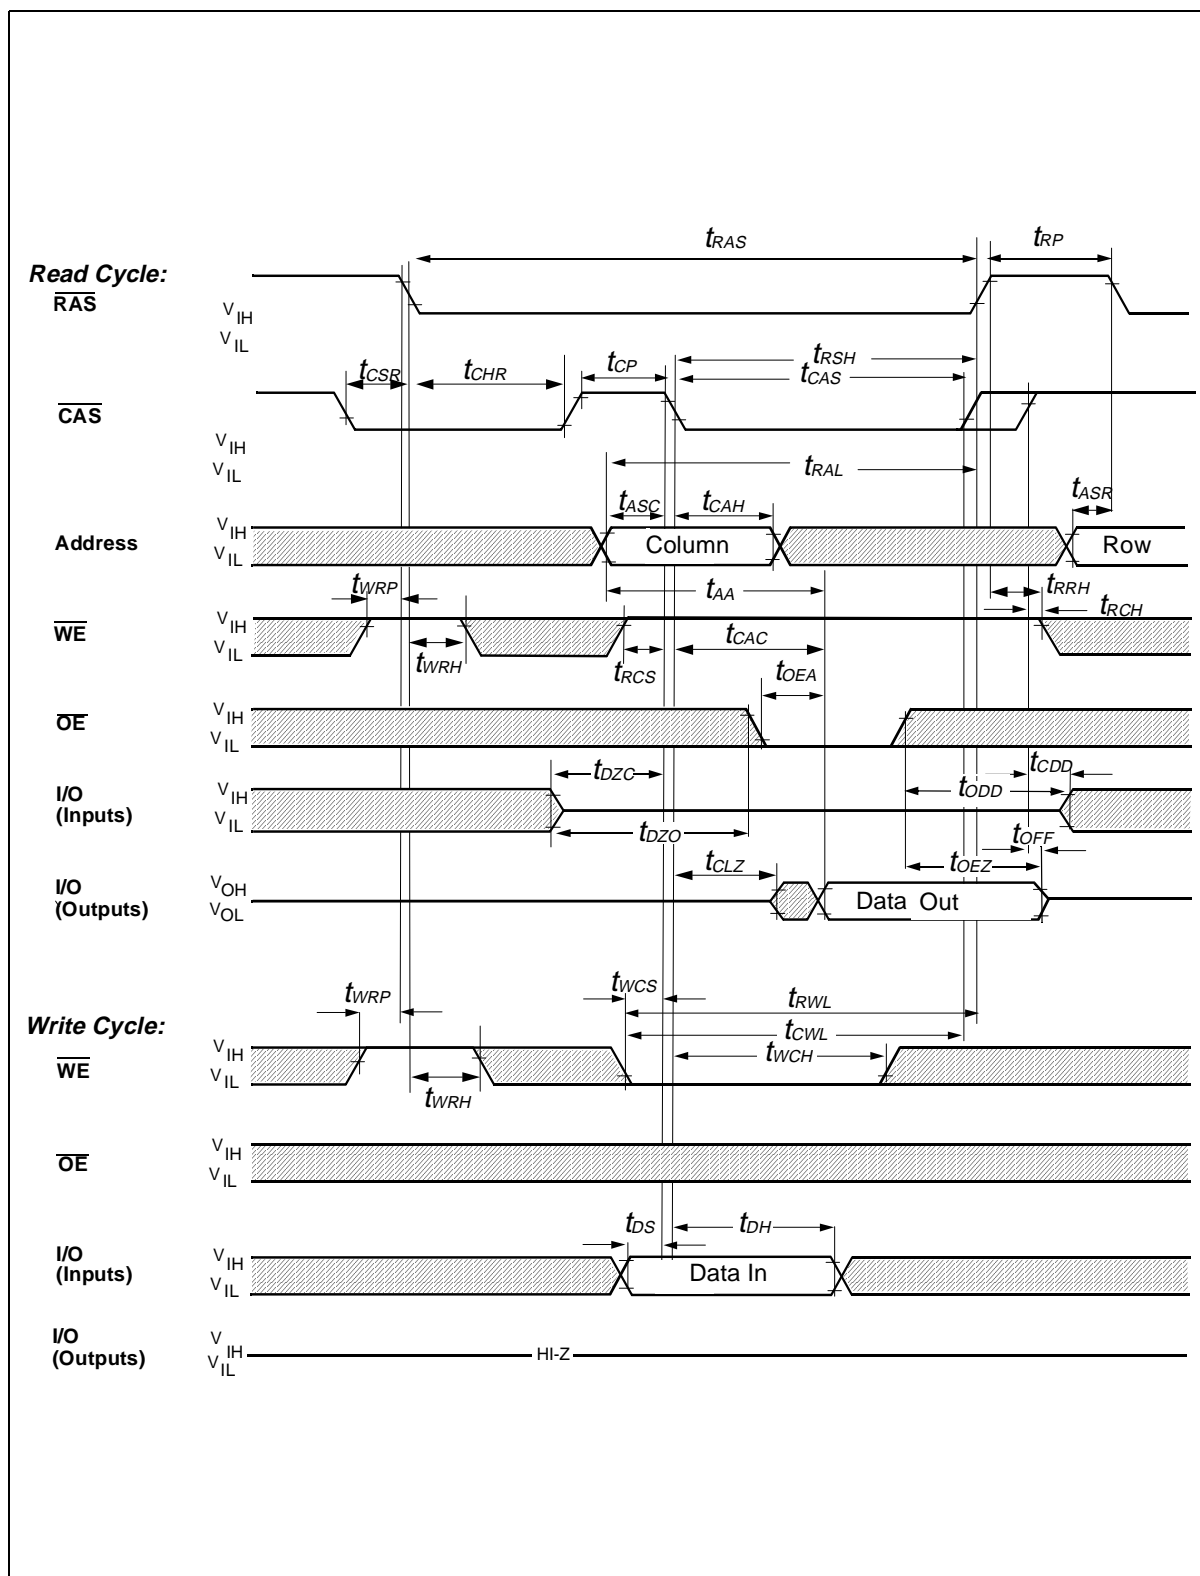 tRAS tRP
Read Cycle:
RAS
VIH
VIL
tCSR tCHR tCP tRSH
tCAS
CAS
VIH
VIL
tRAL
tASC tCAH tASR
Address
VIH
VIL
Column
Row
tWRP tAA tRRH
tRCH
WE
VIH
VIL
tWRH tRCS tCAC
tOEA
OE
VIH
VIL
tDZC tCDD
tODD
I/O
(Inputs)
VIH
VIL
tDZO tOFF
tCLZ tOEZ
I/O
(Outputs)
VOH
VOL
Data Out
tWRP tWCS tRWL
Write Cycle:
tCWL
tWCH
WE
VIH
VIL
tWRH
OE
VIH
VIL
tDS tDH
I/O
(Inputs)
VIH
VIL
Data In
I/O
(Outputs)
VIH
VIL
HI-Z